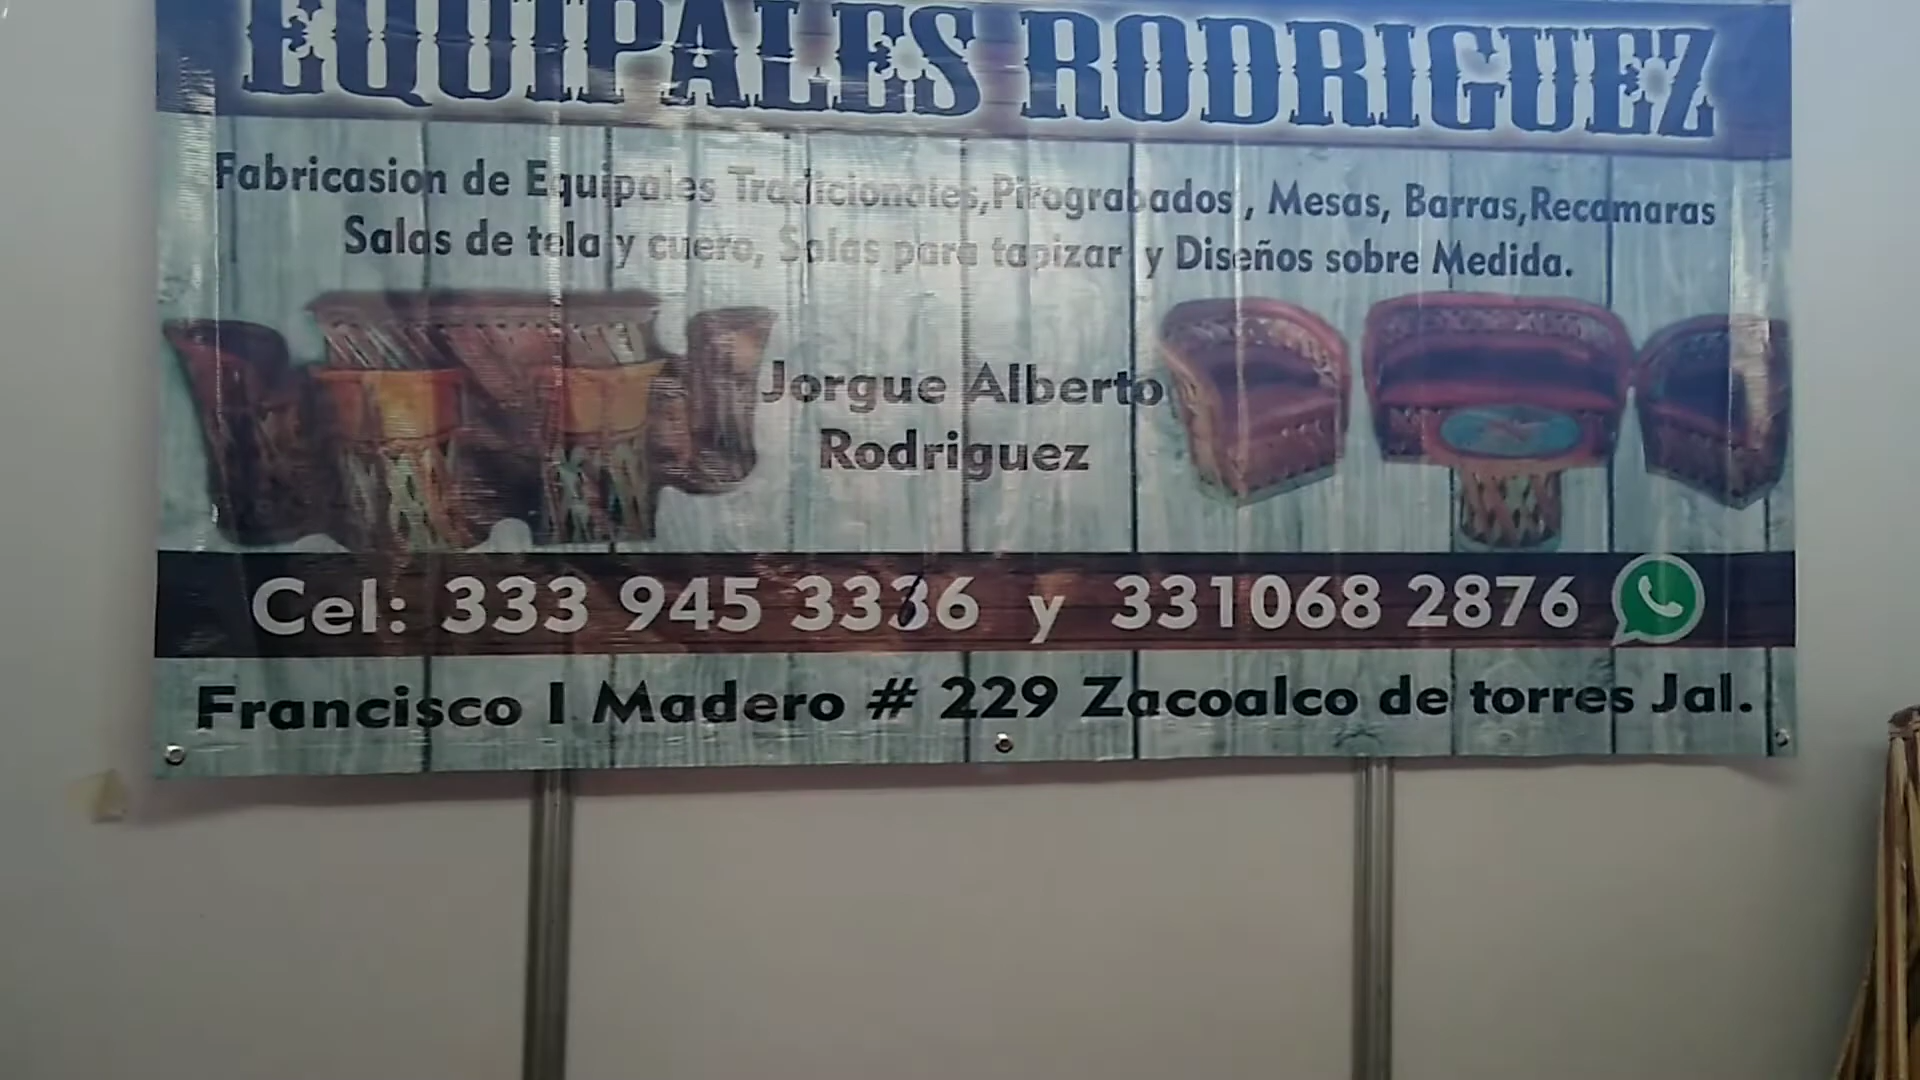 EQUIPALES RODRIGUEZ
Fabricasion de Equipales Tradicionales,Pirograbados , Mesas, Barras,Recamaras
Salas de tela y cuero, Salas para tapizar y Diseños sobre Medida.
Jorgue Alberto
Rodriguez
Cel: 333 945 3336 y 331068 2876
Francisco I Madero # 229 Zacoalco de torres Jal.